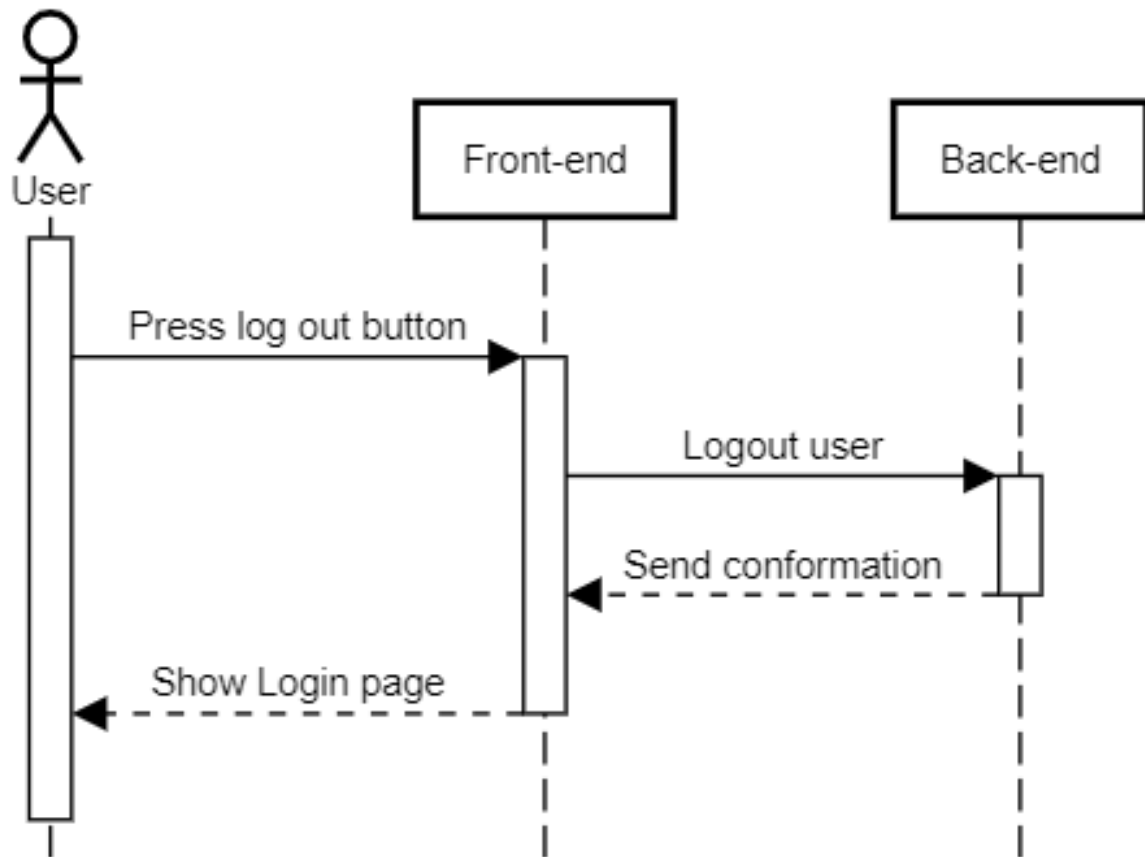 User
Front-end
Back-end
Press log out button
Logout user
Send conformation
Show Login page